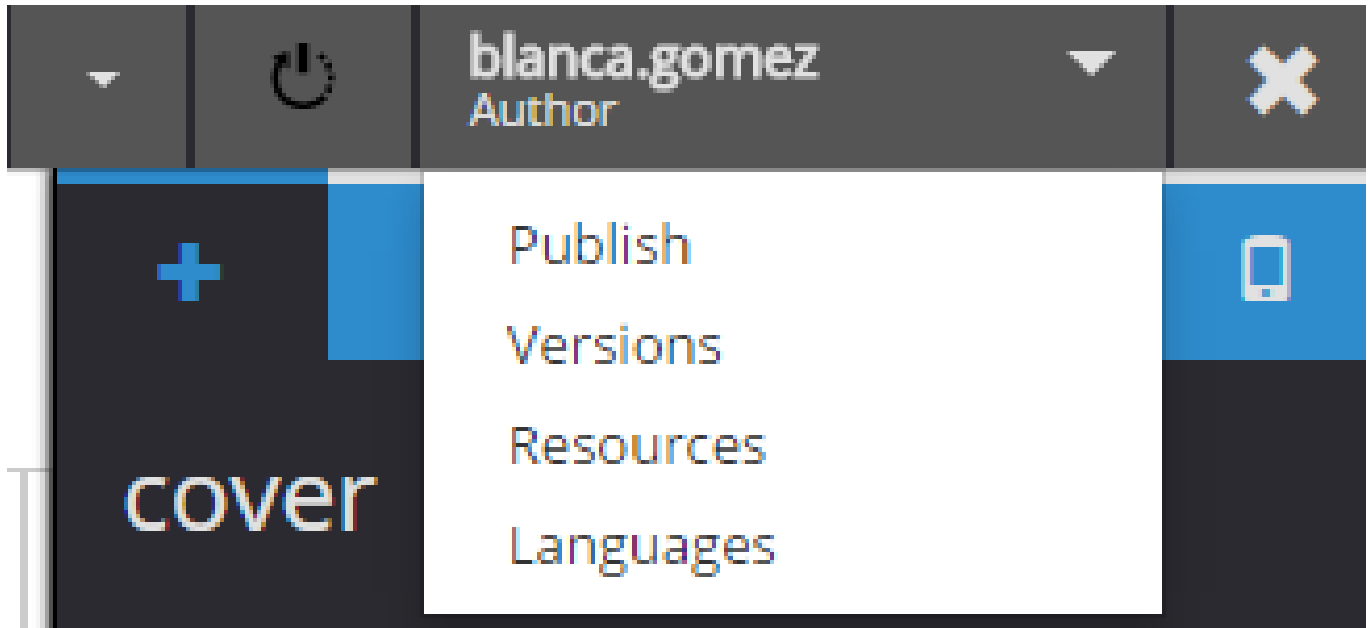 blanca.gomez
Author
Publish
Versions
Resources
cover
Languages